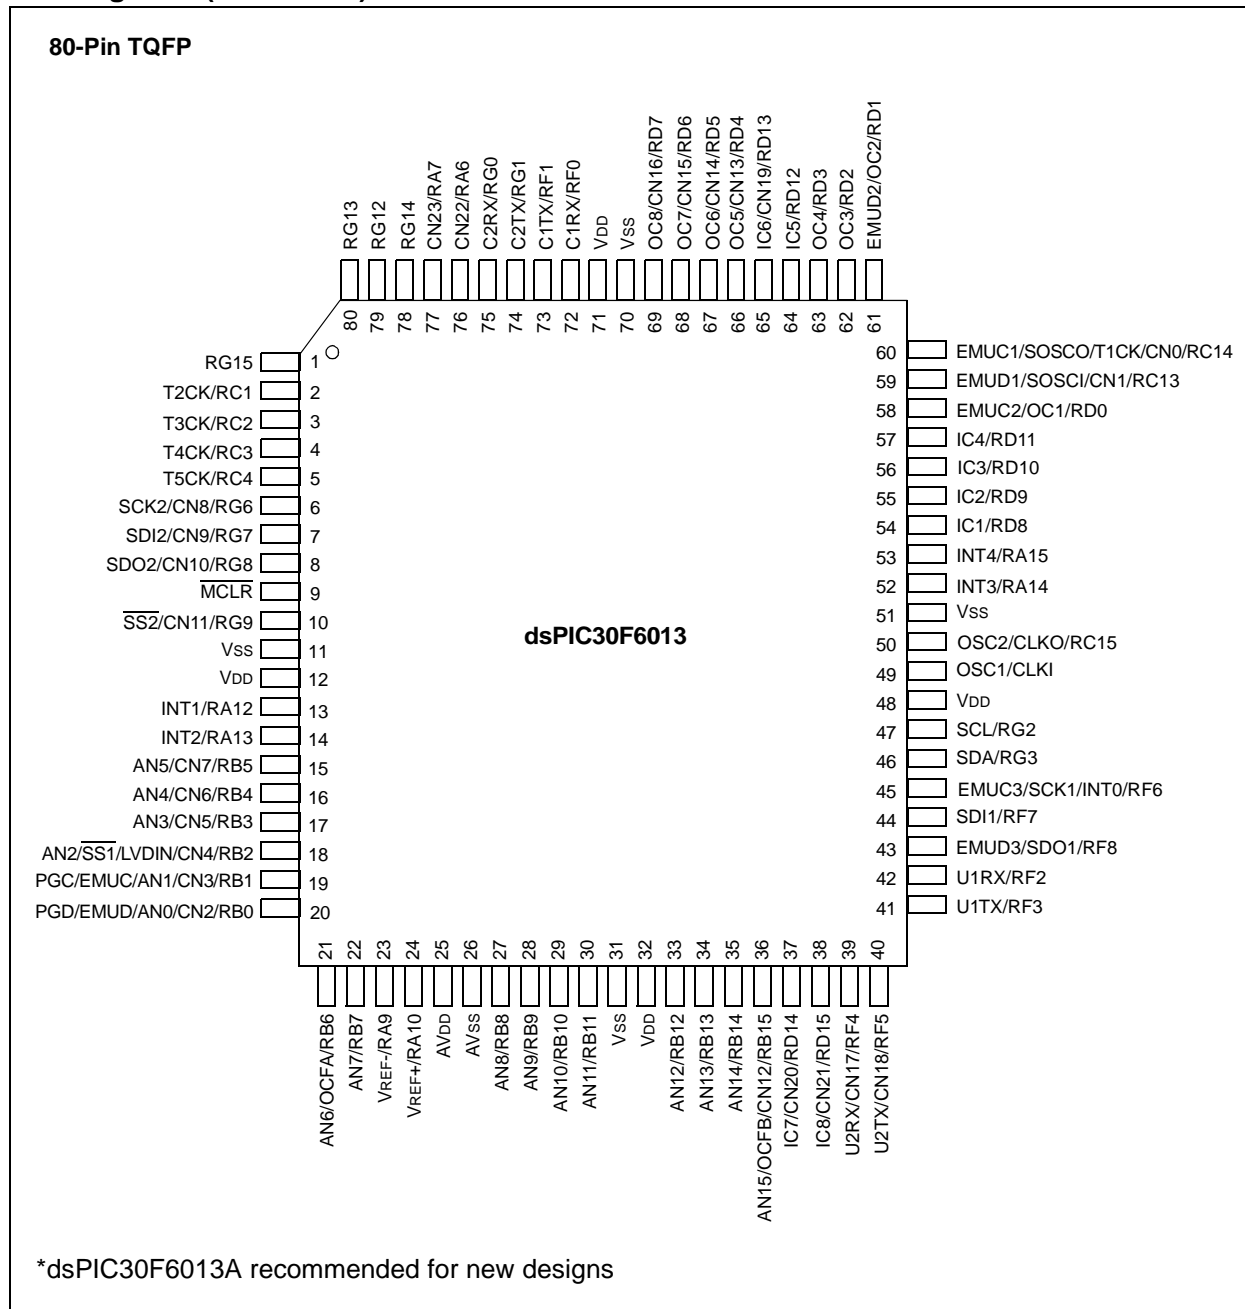 80-Pin TQFP
RG13
RG12
RG14
CN23/RA7
CN22/RA6
C2RX/RG0
C2TX/RG1
C1TX/RF1
C1RX/RF0
VDD
VSS
OC8/CN16/RD7
OC7/CN15/RD6
OC6/CN14/RD5
OC5/CN13/RD4
IC6/CN19/RD13
IC5/RD12
OC4/RD3
OC3/RD2
EMUD2/OC2/RD1
80 79 78 77 76 75 74 73 72 71 70 69 68 67 66 65 64 63 62 61
RG15 1
T2CK/RC1 2
T3CK/RC2 3
T4CK/RC3 4
T5CK/RC4 5
SCK2/CN8/RG6 6
SDI2/CN9/RG7 7
SDO2/CN10/RG8 8
MCLR 9
SS2/CN11/RG9 10
VSS 11
VDD 12
INT1/RA12 13
INT2/RA13 14
AN5/CN7/RB5 15
AN4/CN6/RB4 16
AN3/CN5/RB3 17
AN2/SS1/LVDIN/CN4/RB2 18
PGC/EMUC/AN1/CN3/RB1 19
PGD/EMUD/AN0/CN2/RB0 20
dsPIC30F6013
60 EMUC1/SOSCO/T1CK/CN0/RC14
59 EMUD1/SOSCI/CN1/RC13
58 EMUC2/OC1/RD0
57 IC4/RD11
56 IC3/RD10
55 IC2/RD9
54 IC1/RD8
53 INT4/RA15
52 INT3/RA14
51 VSS
50 OSC2/CLKO/RC15
49 OSC1/CLKI
48 VDD
47 SCL/RG2
46 SDA/RG3
45 EMUC3/SCK1/INT0/RF6
44 SDI1/RF7
43 EMUD3/SDO1/RF8
42 U1RX/RF2
41 U1TX/RF3
21 22 23 24 25 26 27 28 29 30 31 32 33 34 35 36 37 38 39 40
AN6/OCFA/RB6
AN7/RB7
VREF-/RA9
VREF+/RA10
AVDD
AVSS
AN8/RB8
AN9/RB9
AN10/RB10
AN11/RB11
VSS
VDD
AN12/RB12
AN13/RB13
AN14/RB14
AN15/OCFB/CN12/RB15
IC7/CN20/RD14
IC8/CN21/RD15
U2RX/CN17/RF4
U2TX/CN18/RF5
*dsPIC30F6013A recommended for new designs